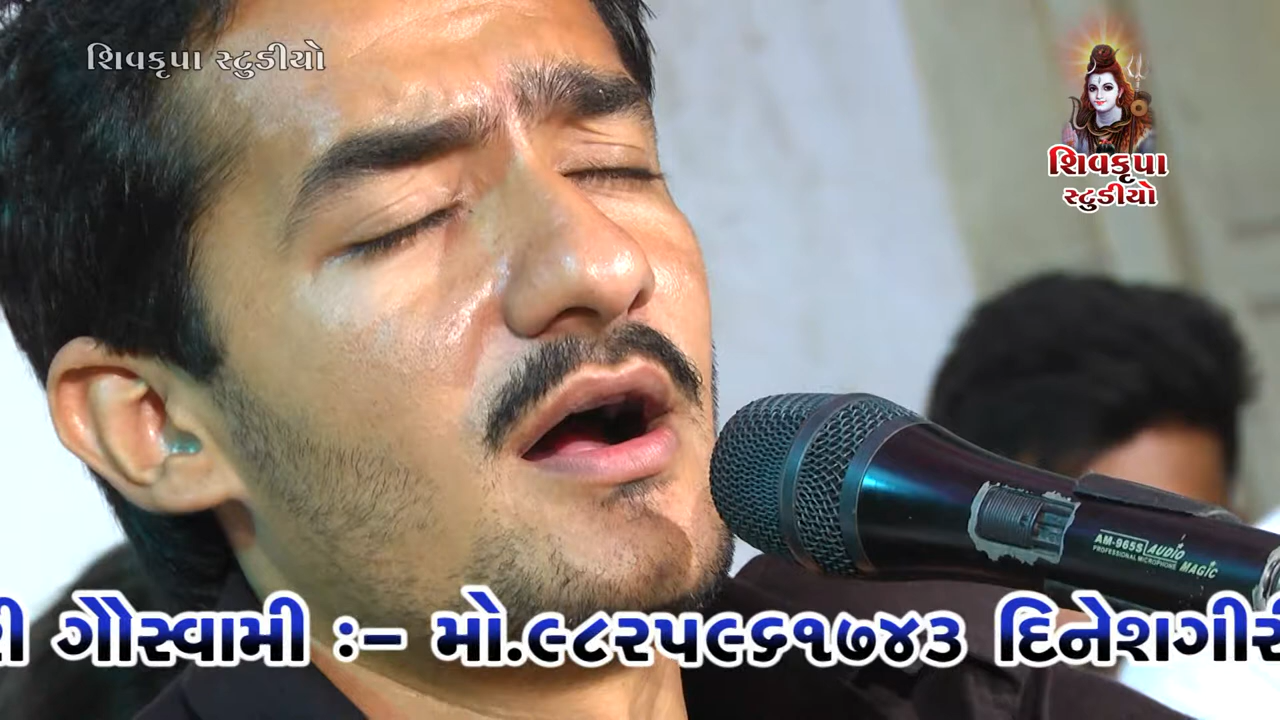 શિવકૃપા સ્ટુડીયો
શિવકૃપા
સ્ટુડીયો
AM-965S AUDIO
PROFESSIONAL MICROPHONE MAGIC
ગૌસ્વામી :- મો.૯૮૨૫૯૬૧૭૪૩ દિનેશગીરી